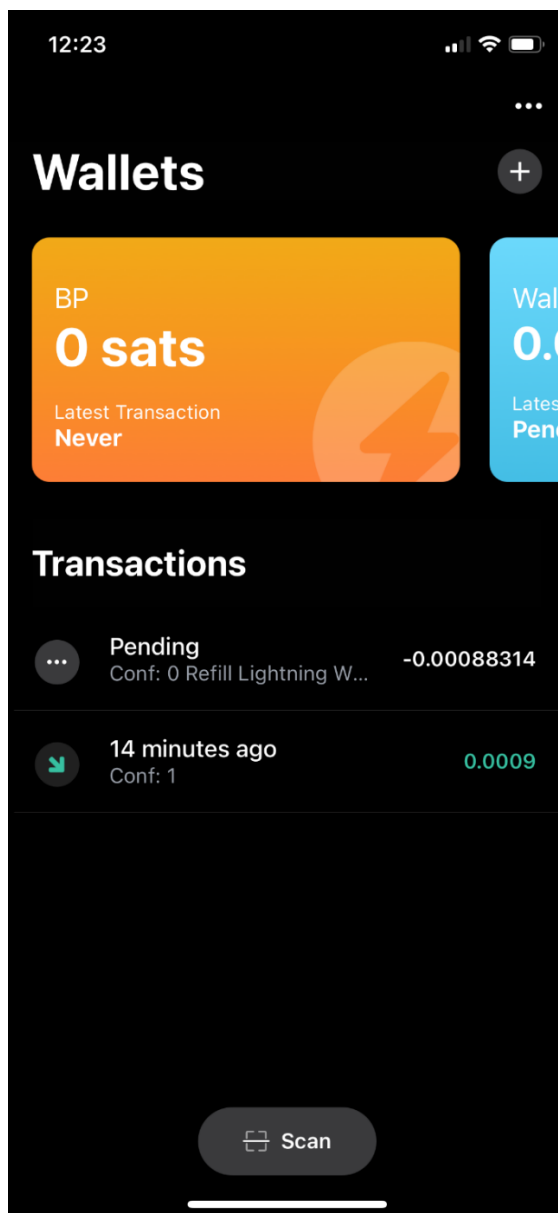 12:23
Wallets
BP
0 sats
Latest Transaction
Never
Transactions
Pending
-0.00088314
Conf: 0 Refill Lightning W...
14 minutes ago
0.0009
Conf: 1
Scan